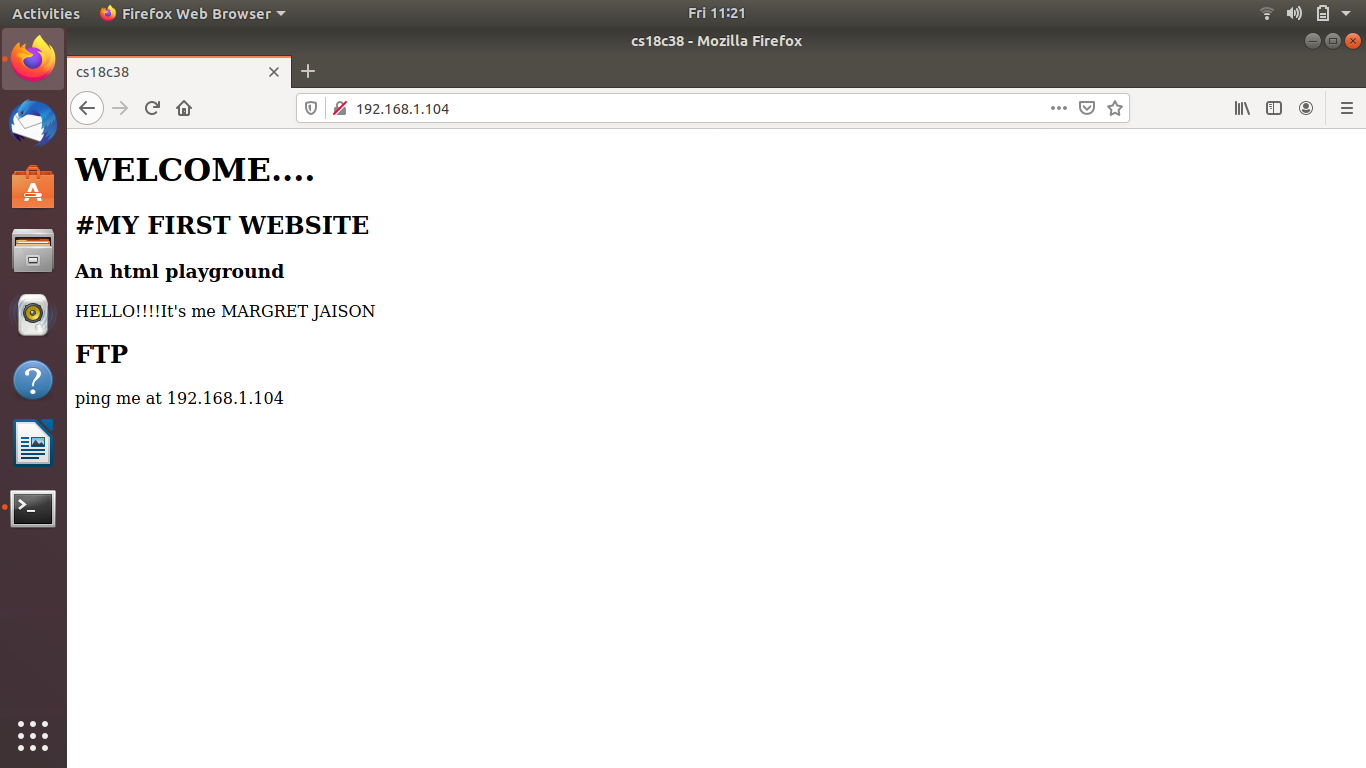 Activities Firefox Web Browser Fri 11:21
cs18c38 - Mozilla Firefox
cs18c38
192.168.1.104
WELCOME....
#MY FIRST WEBSITE
An html playground
HELLO!!!!It's me MARGRET JAISON
FTP
ping me at 192.168.1.104